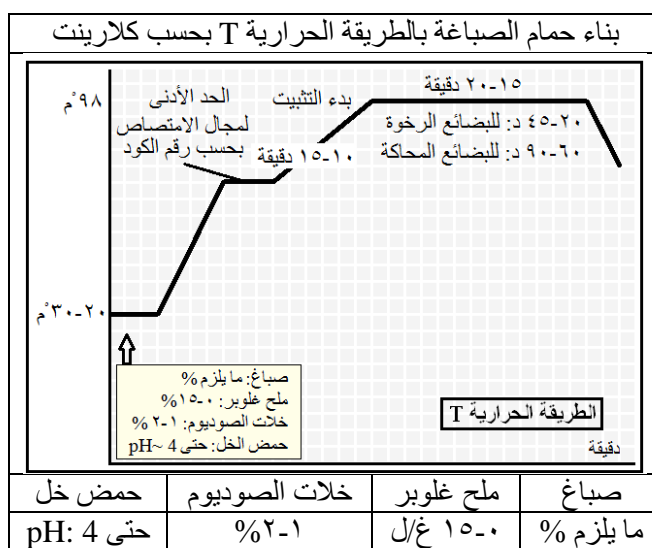 بناء حمام الصباغة بالطريقة الحرارية T بحسب كلارينت
٩٨ ْم
الحد الأدنى
لمجال الامتصاص
بحسب رقم الكود
بدء التثبيت
١٥-٢٠ دقيقة
٢٠-٤٥ د: للبضائع الرخوة
٦٠-٩٠ د: للبضائع المحاكة
١٠-١٥ دقيقة
٢٠-٣٠ ْم
صباغ: ما يلزم %
ملح غلوبر: ٠-١٥%
خلات الصوديوم: ١-٢ %
حمض الخل: حتى pH~ 4
الطريقة الحرارية T
دقيقة
صباغ	ملح غلوبر	خلات الصوديوم	حمض خل
ما يلزم %	٠-١٥ غ/ل	١-٢%	حتى pH: 4